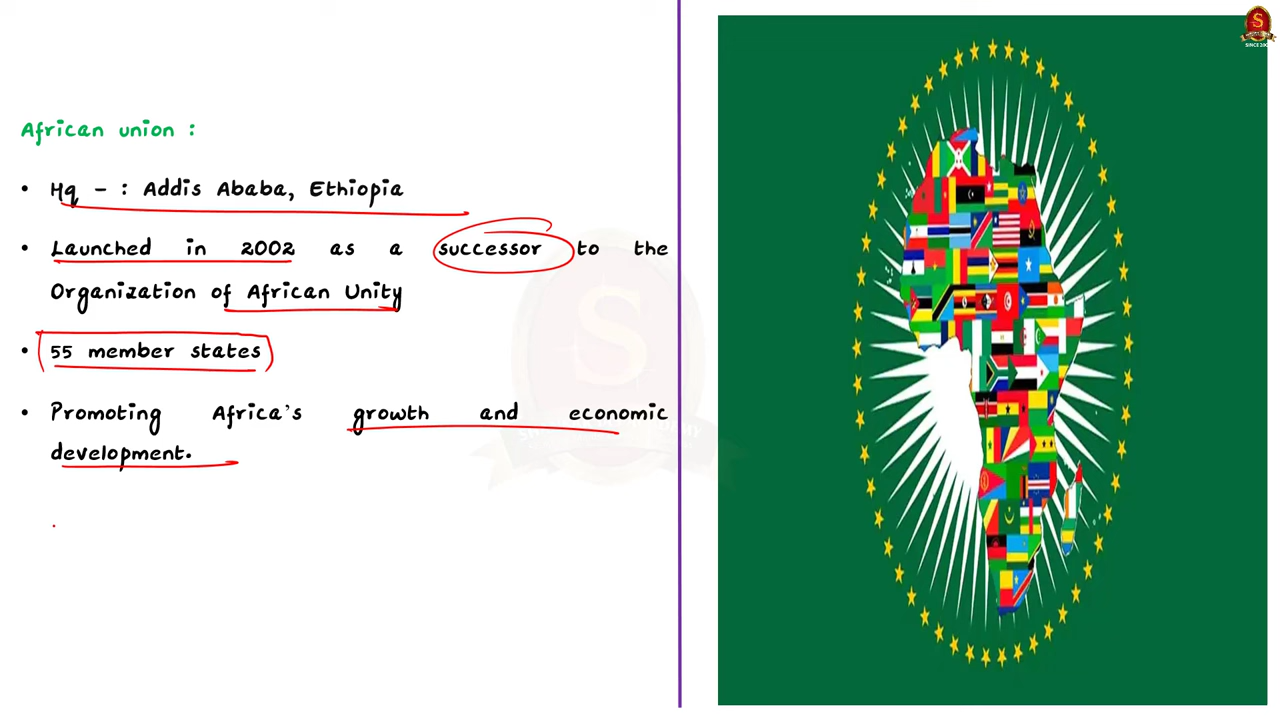 African union :
• Hq - : Addis Ababa, Ethiopia
• Launched in 2002 as a successor to the
Organization of African Unity
• 55 member states
• Promoting Africa's growth and economic
development.
S